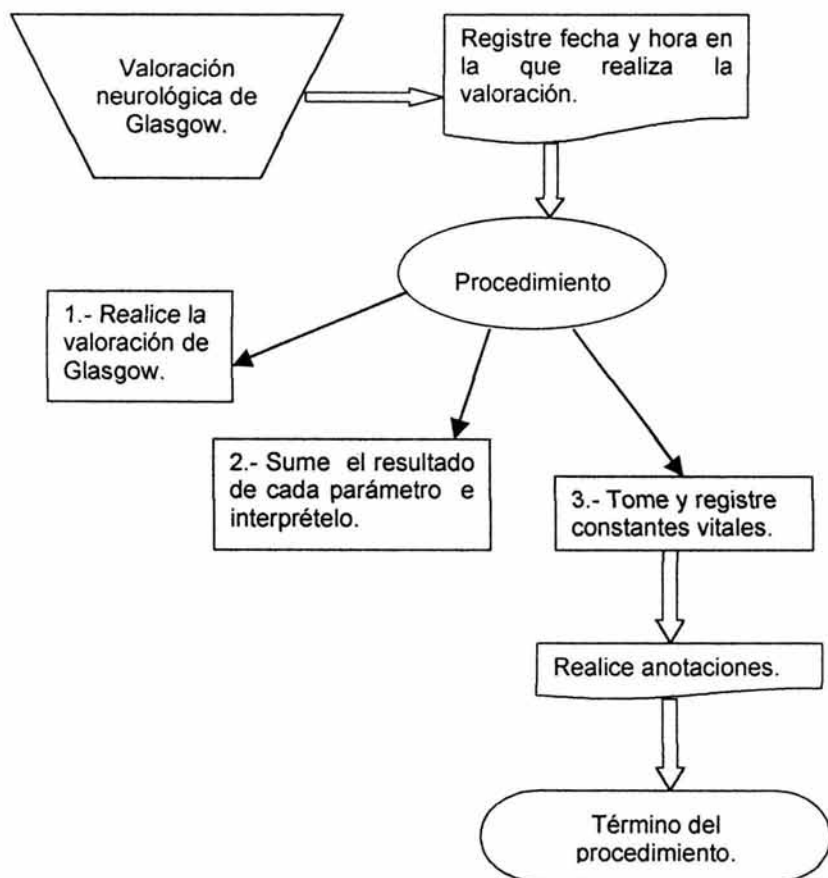 Valoración
neurológica de
Glasgow.
Registre fecha y hora en
la que realiza la
valoración.
Procedimiento
1.- Realice la
valoración de
Glasgow.
2.- Sume el resultado
de cada parámetro e
interprételo.
3.- Tome y registre
constantes vitales.
Realice anotaciones.
Término del
procedimiento.